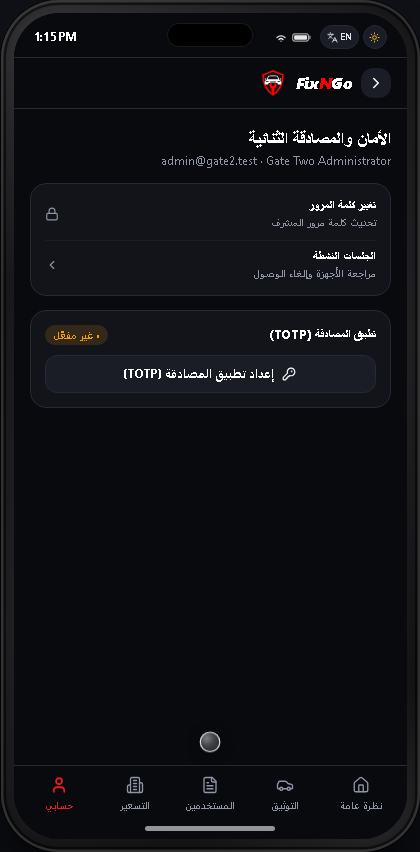 1:15 PM
EN
FixNGo
الأمان والمصادقة الثنائية
admin@gate2.test · Gate Two Administrator
تغيير كلمة المرور
تحديث كلمة مرور المشرف
الجلسات النشطة
مراجعة الأجهزة وإلغاء الوصول
تطبيق المصادقة (TOTP)
• غير مفعّل
إعداد تطبيق المصادقة (TOTP)
نظرة عامة
التوثيق
المستخدمين
التسعير
حسابي